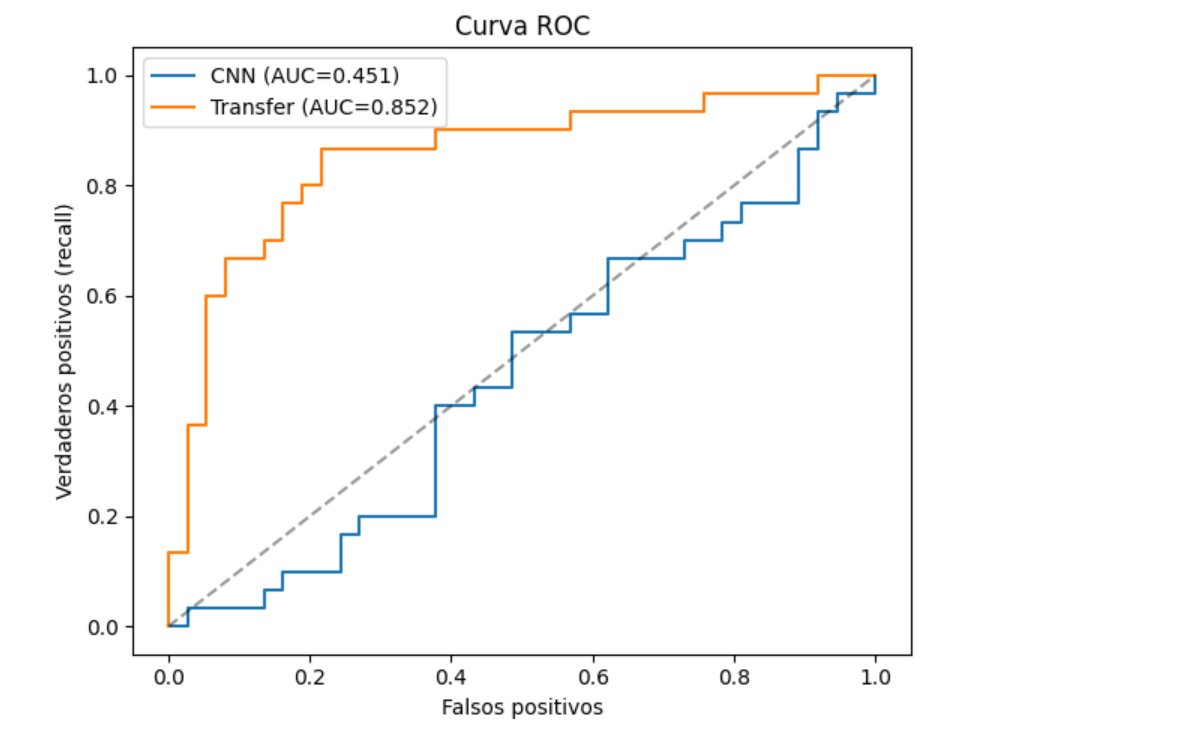 Curva ROC
CNN (AUC=0.451)
Transfer (AUC=0.852)
Verdaderos positivos (recall)
1.0
0.8
0.6
0.4
0.2
0.0
0.0 0.2 0.4 0.6 0.8 1.0
Falsos positivos